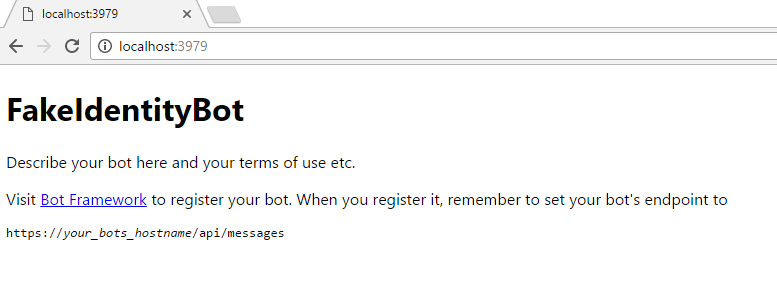 localhost:3979
localhost:3979
FakeIdentityBot
Describe your bot here and your terms of use etc.
Visit Bot Framework to register your bot. When you register it, remember to set your bot's endpoint to
https://your_bots_hostname/api/messages